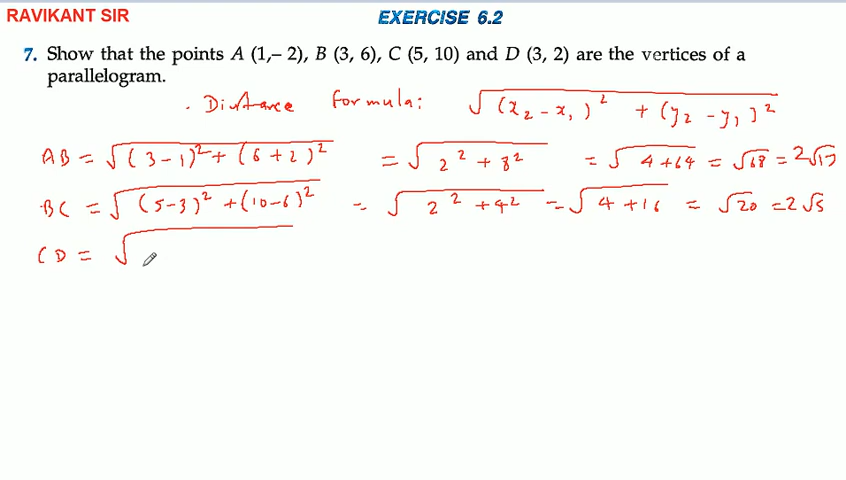 RAVIKANT SIR
EXERCISE 6.2
7. Show that the points A (1,– 2), B (3, 6), C (5, 10) and D (3, 2) are the vertices of a
parallelogram.
. Distance formula: √(x₂ - x₁)² + (y₂ - y₁)²
AB = √(3-1)² + (6+2)² = √2² + 8² = √4+64 = √68 = 2√17
BC = √(5-3)² + (10-6)² = √2² + 4² = √4+16 = √20 = 2√5
CD = √